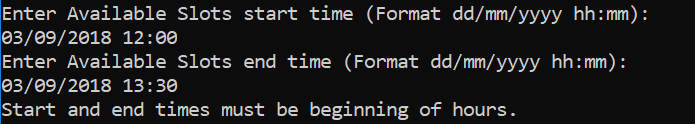 Enter Available Slots start time (Format dd/mm/yyyy hh:mm):
03/09/2018 12:00
Enter Available Slots end time (Format dd/mm/yyyy hh:mm):
03/09/2018 13:30
Start and end times must be beginning of hours.